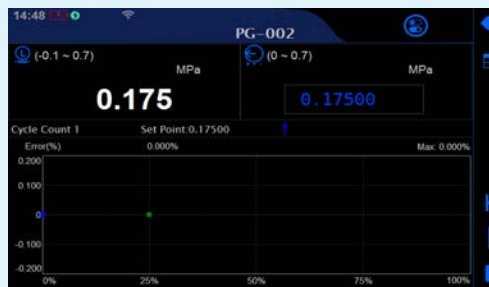 14:48
PG-002
(-0.1 ~ 0.7)
MPa
0.175
(0 ~ 0.7)
MPa
0.17500
Cycle Count 1 Set Point:0.17500
Error(%) 0.000% Max: 0.000%
0.200
0.100
0
-0.100
-0.200
0% 25% 50% 75% 100%